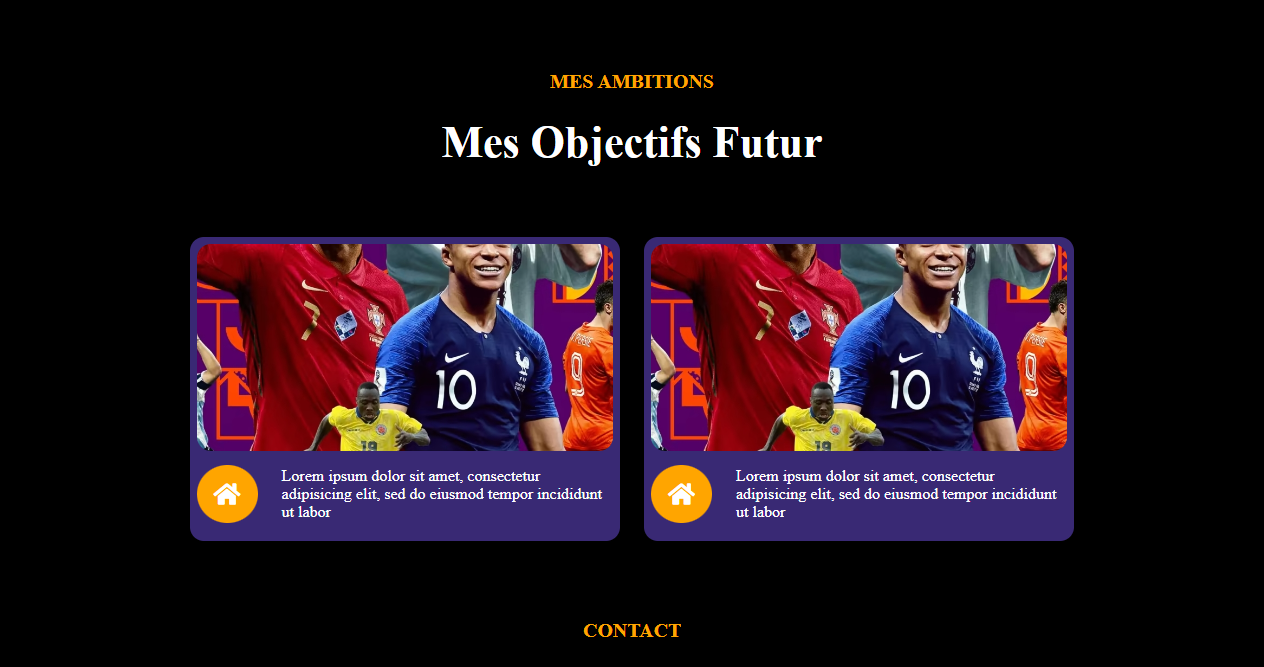 MES AMBITIONS
Mes Objectifs Futur
7
10
9
19
Lorem ipsum dolor sit amet, consectetur
adipisicing elit, sed do eiusmod tempor incididunt
ut labor
7
10
9
19
Lorem ipsum dolor sit amet, consectetur
adipisicing elit, sed do eiusmod tempor incididunt
ut labor
CONTACT